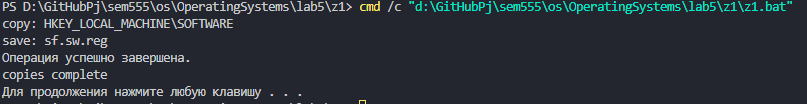 PS D:\GitHubPj\sem555\os\OperatingSystems\lab5\z1> cmd /c "d:\GitHubPj\sem555\os\OperatingSystems\lab5\z1\z1.bat"
copy: HKEY_LOCAL_MACHINE\SOFTWARE
save: sf.sw.reg
Операция успешно завершена.
copies complete
Для продолжения нажмите любую клавишу . . .